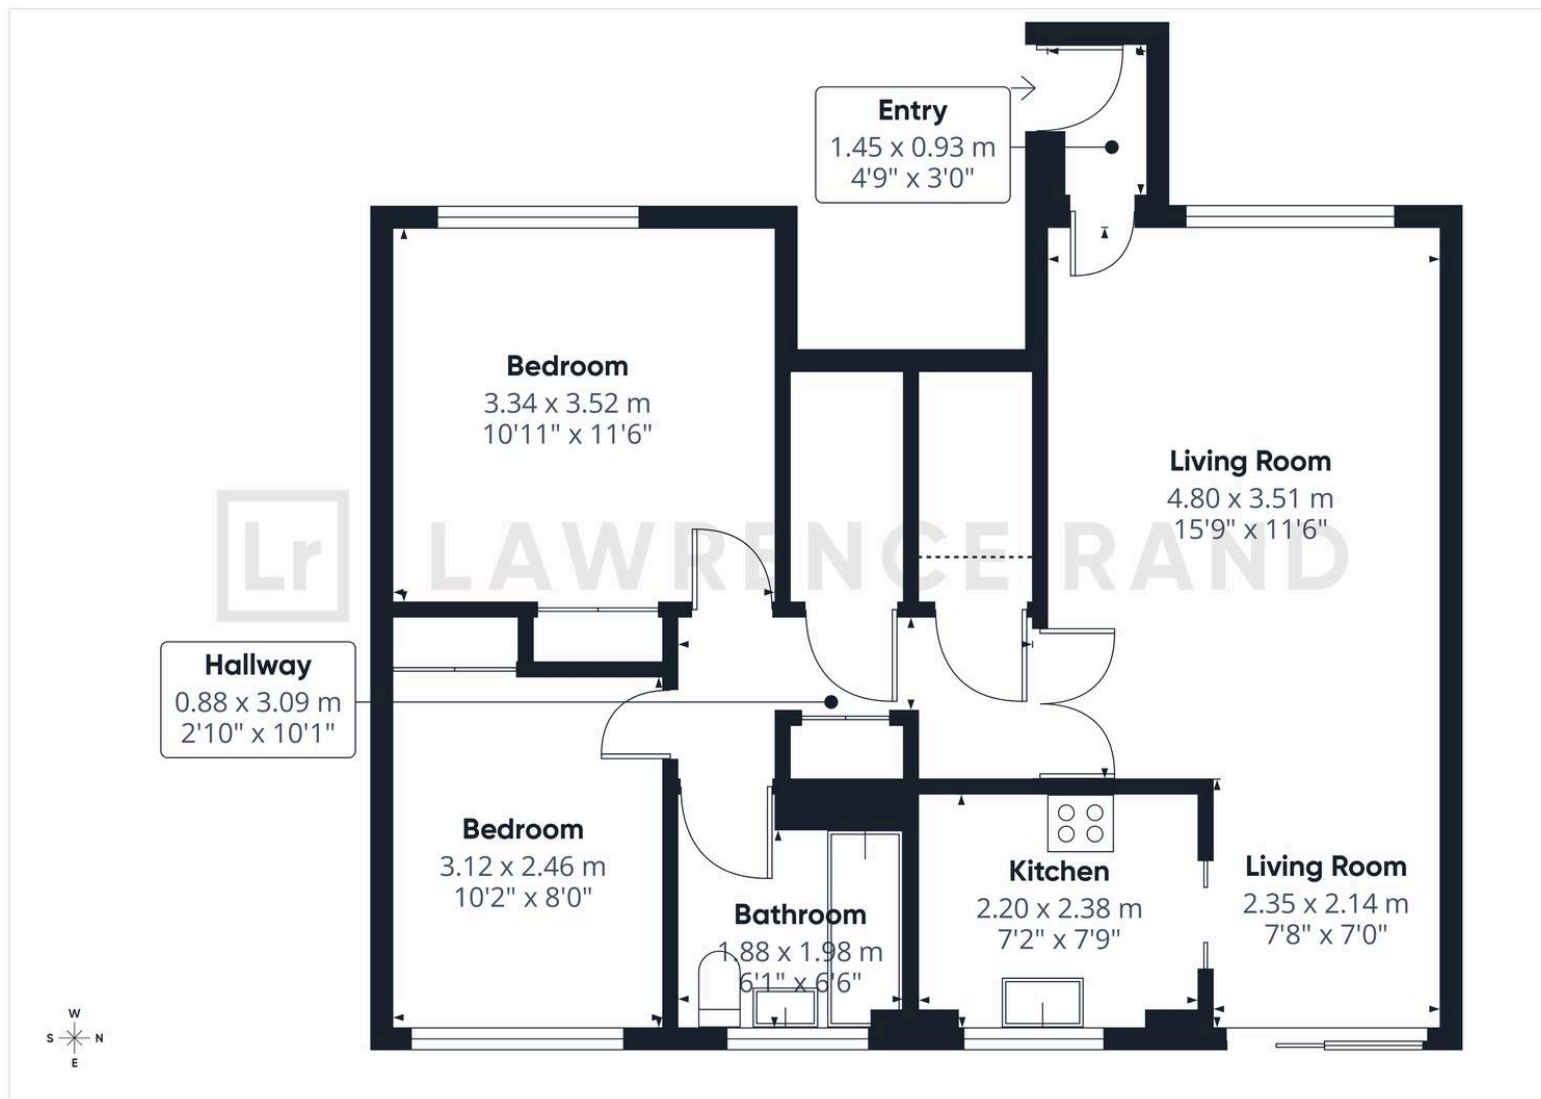 Entry
1.45 x 0.93 m
4'9" x 3'0"
Bedroom
3.34 x 3.52 m
10'11" x 11'6"
Living Room
4.80 x 3.51 m
15'9" x 11'6"
Lr LAWRENCE RAND
Hallway
0.88 x 3.09 m
2'10" x 10'1"
Bedroom
3.12 x 2.46 m
10'2" x 8'0"
Bathroom
1.88 x 1.98 m
6'1" x 6'6"
Kitchen
2.20 x 2.38 m
7'2" x 7'9"
Living Room
2.35 x 2.14 m
7'8" x 7'0"
W
S N
E